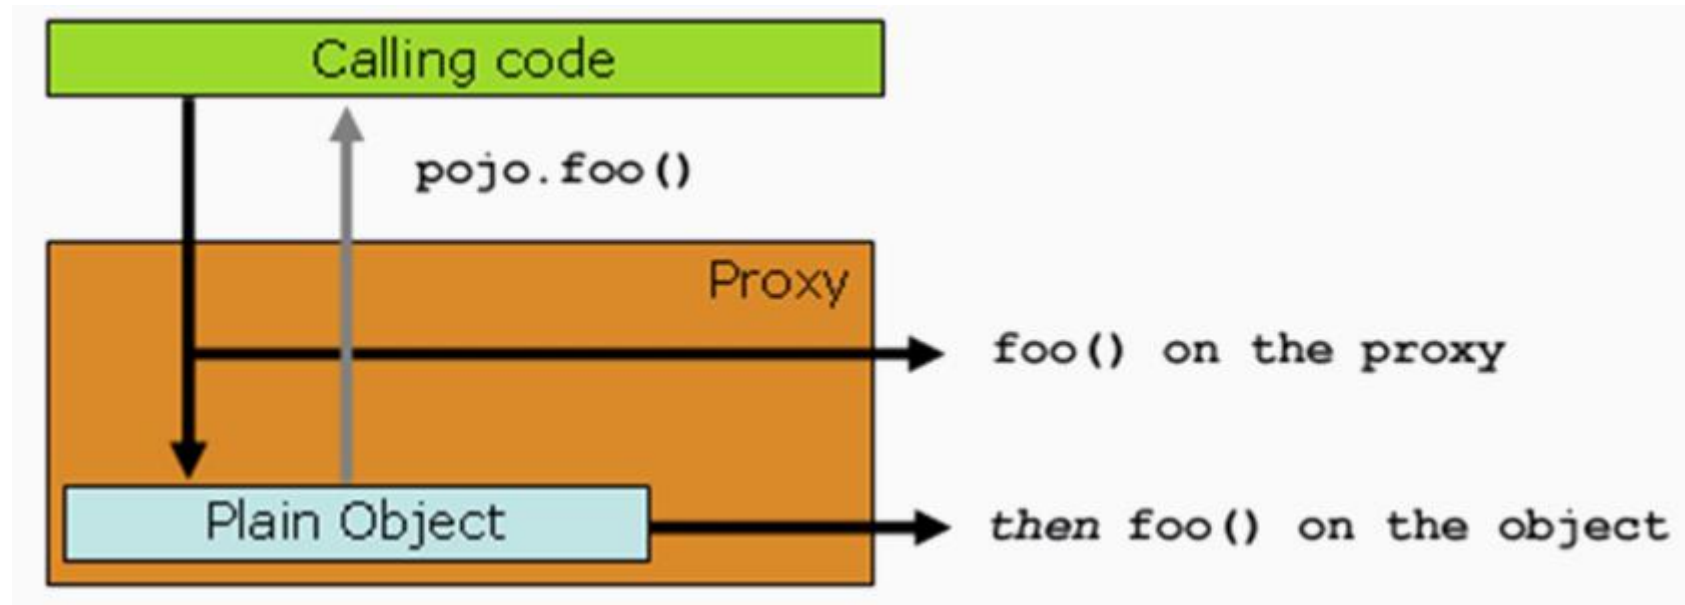 Calling code
pojo.foo()
Proxy
foo() on the proxy
Plain Object
then foo() on the object